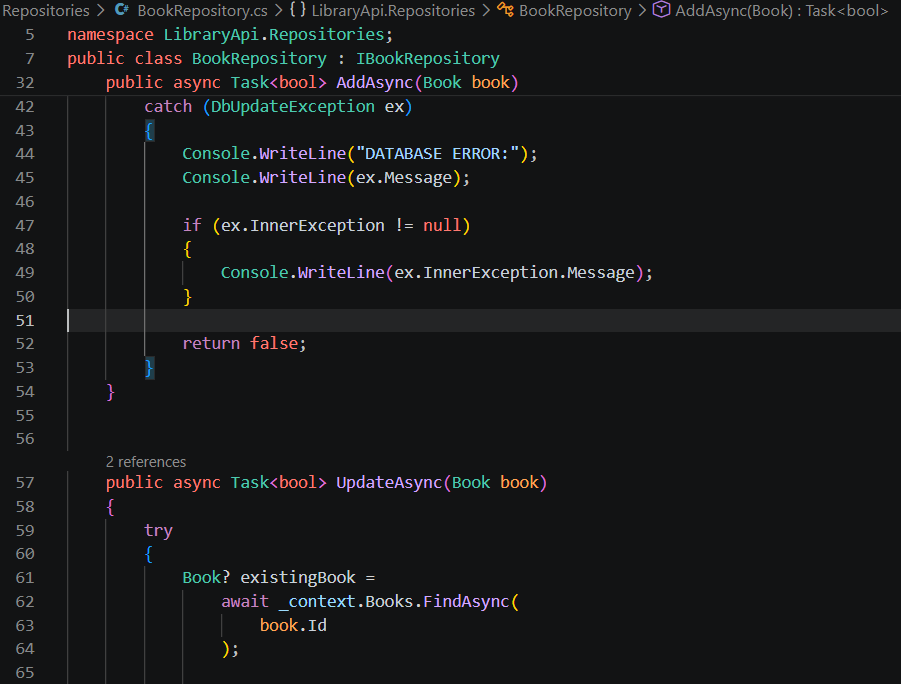 Repositories > BookRepository.cs > {} LibraryApi.Repositories > BookRepository > AddAsync(Book) : Task<bool>
5 namespace LibraryApi.Repositories;
7 public class BookRepository : IBookRepository
32 public async Task<bool> AddAsync(Book book)
42 catch (DbUpdateException ex)
43 {
44 Console.WriteLine("DATABASE ERROR:");
45 Console.WriteLine(ex.Message);
46
47 if (ex.InnerException != null)
48 {
49 Console.WriteLine(ex.InnerException.Message);
50 }
51
52 return false;
53 }
54 }
55
56
2 references
57 public async Task<bool> UpdateAsync(Book book)
58 {
59 try
60 {
61 Book? existingBook =
62 await _context.Books.FindAsync(
63 book.Id
64 );
65